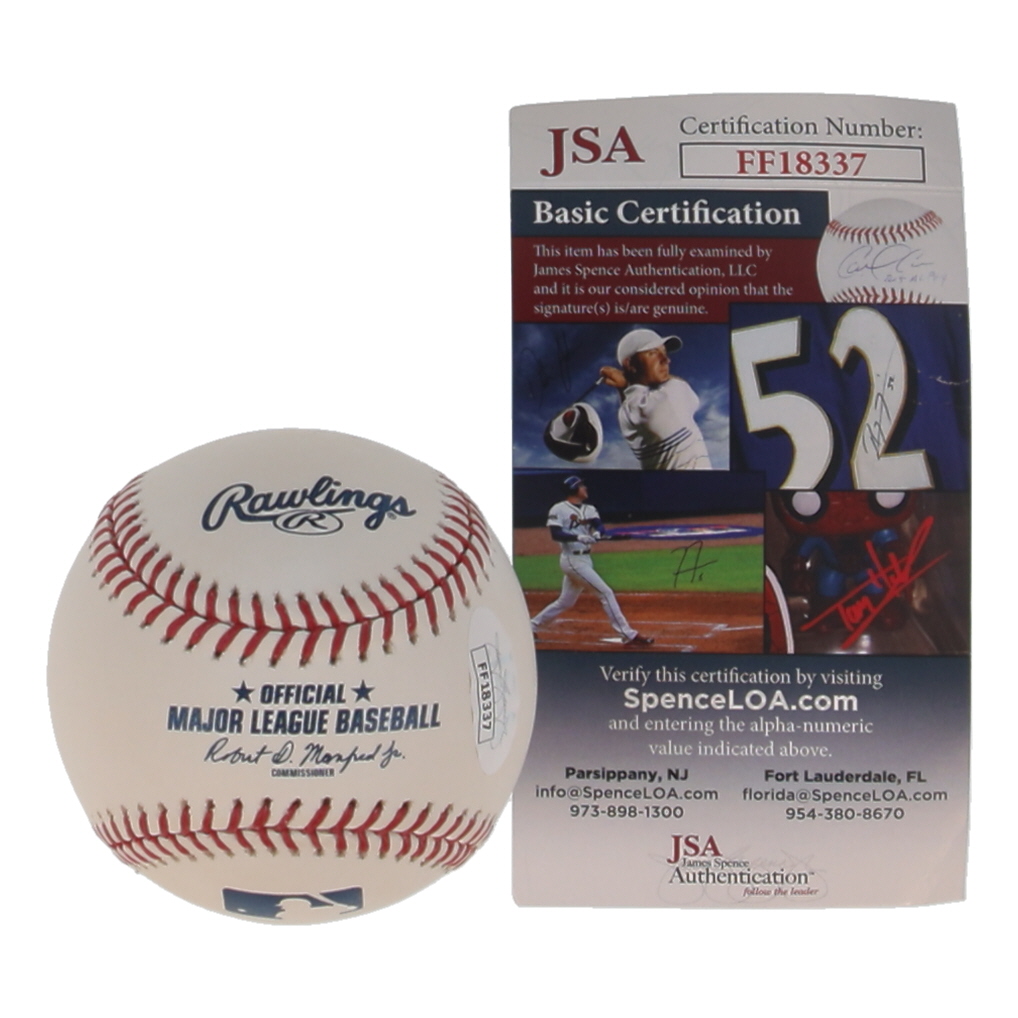 Rawlings
R
OFFICIAL
MAJOR LEAGUE BASEBALL
Robert D. Manfred Jr.
COMMISSIONER
FF18337
JSA
Certification Number:
FF18337
Basic Certification
This item has been fully examined by
James Spence Authentication, LLC
and it is our considered opinion that the
signature(s) is/are genuine.
52
Verify this certification by visiting
SpenceLOA.com
and entering the alpha-numeric
value indicated above.
Parsippany, NJ
info@SpenceLOA.com
973-898-1300
Fort Lauderdale, FL
florida@SpenceLOA.com
954-380-8670
JSA
James Spence
Authentication™
follow the leader